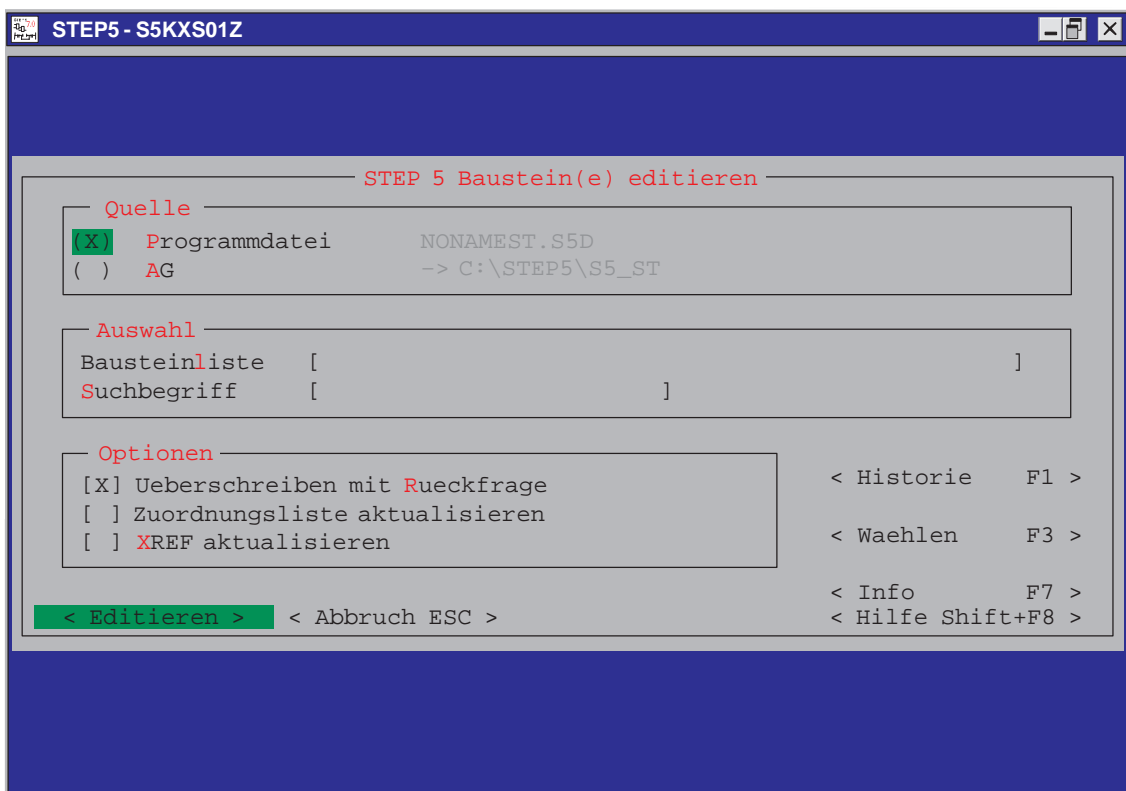 STEP5 - S5KXS01Z
STEP 5 Baustein(e) editieren
Quelle
(X) Programmdatei NONAMEST.S5D
( ) AG -> C:\STEP5\S5_ST
Auswahl
Bausteinliste [ ]
Suchbegriff [ ]
Optionen
[X] Ueberschreiben mit Rueckfrage
[ ] Zuordnungsliste aktualisieren
[ ] XREF aktualisieren
< Historie F1 >
< Waehlen F3 >
< Info F7 >
< Editieren > < Abbruch ESC > < Hilfe Shift+F8 >